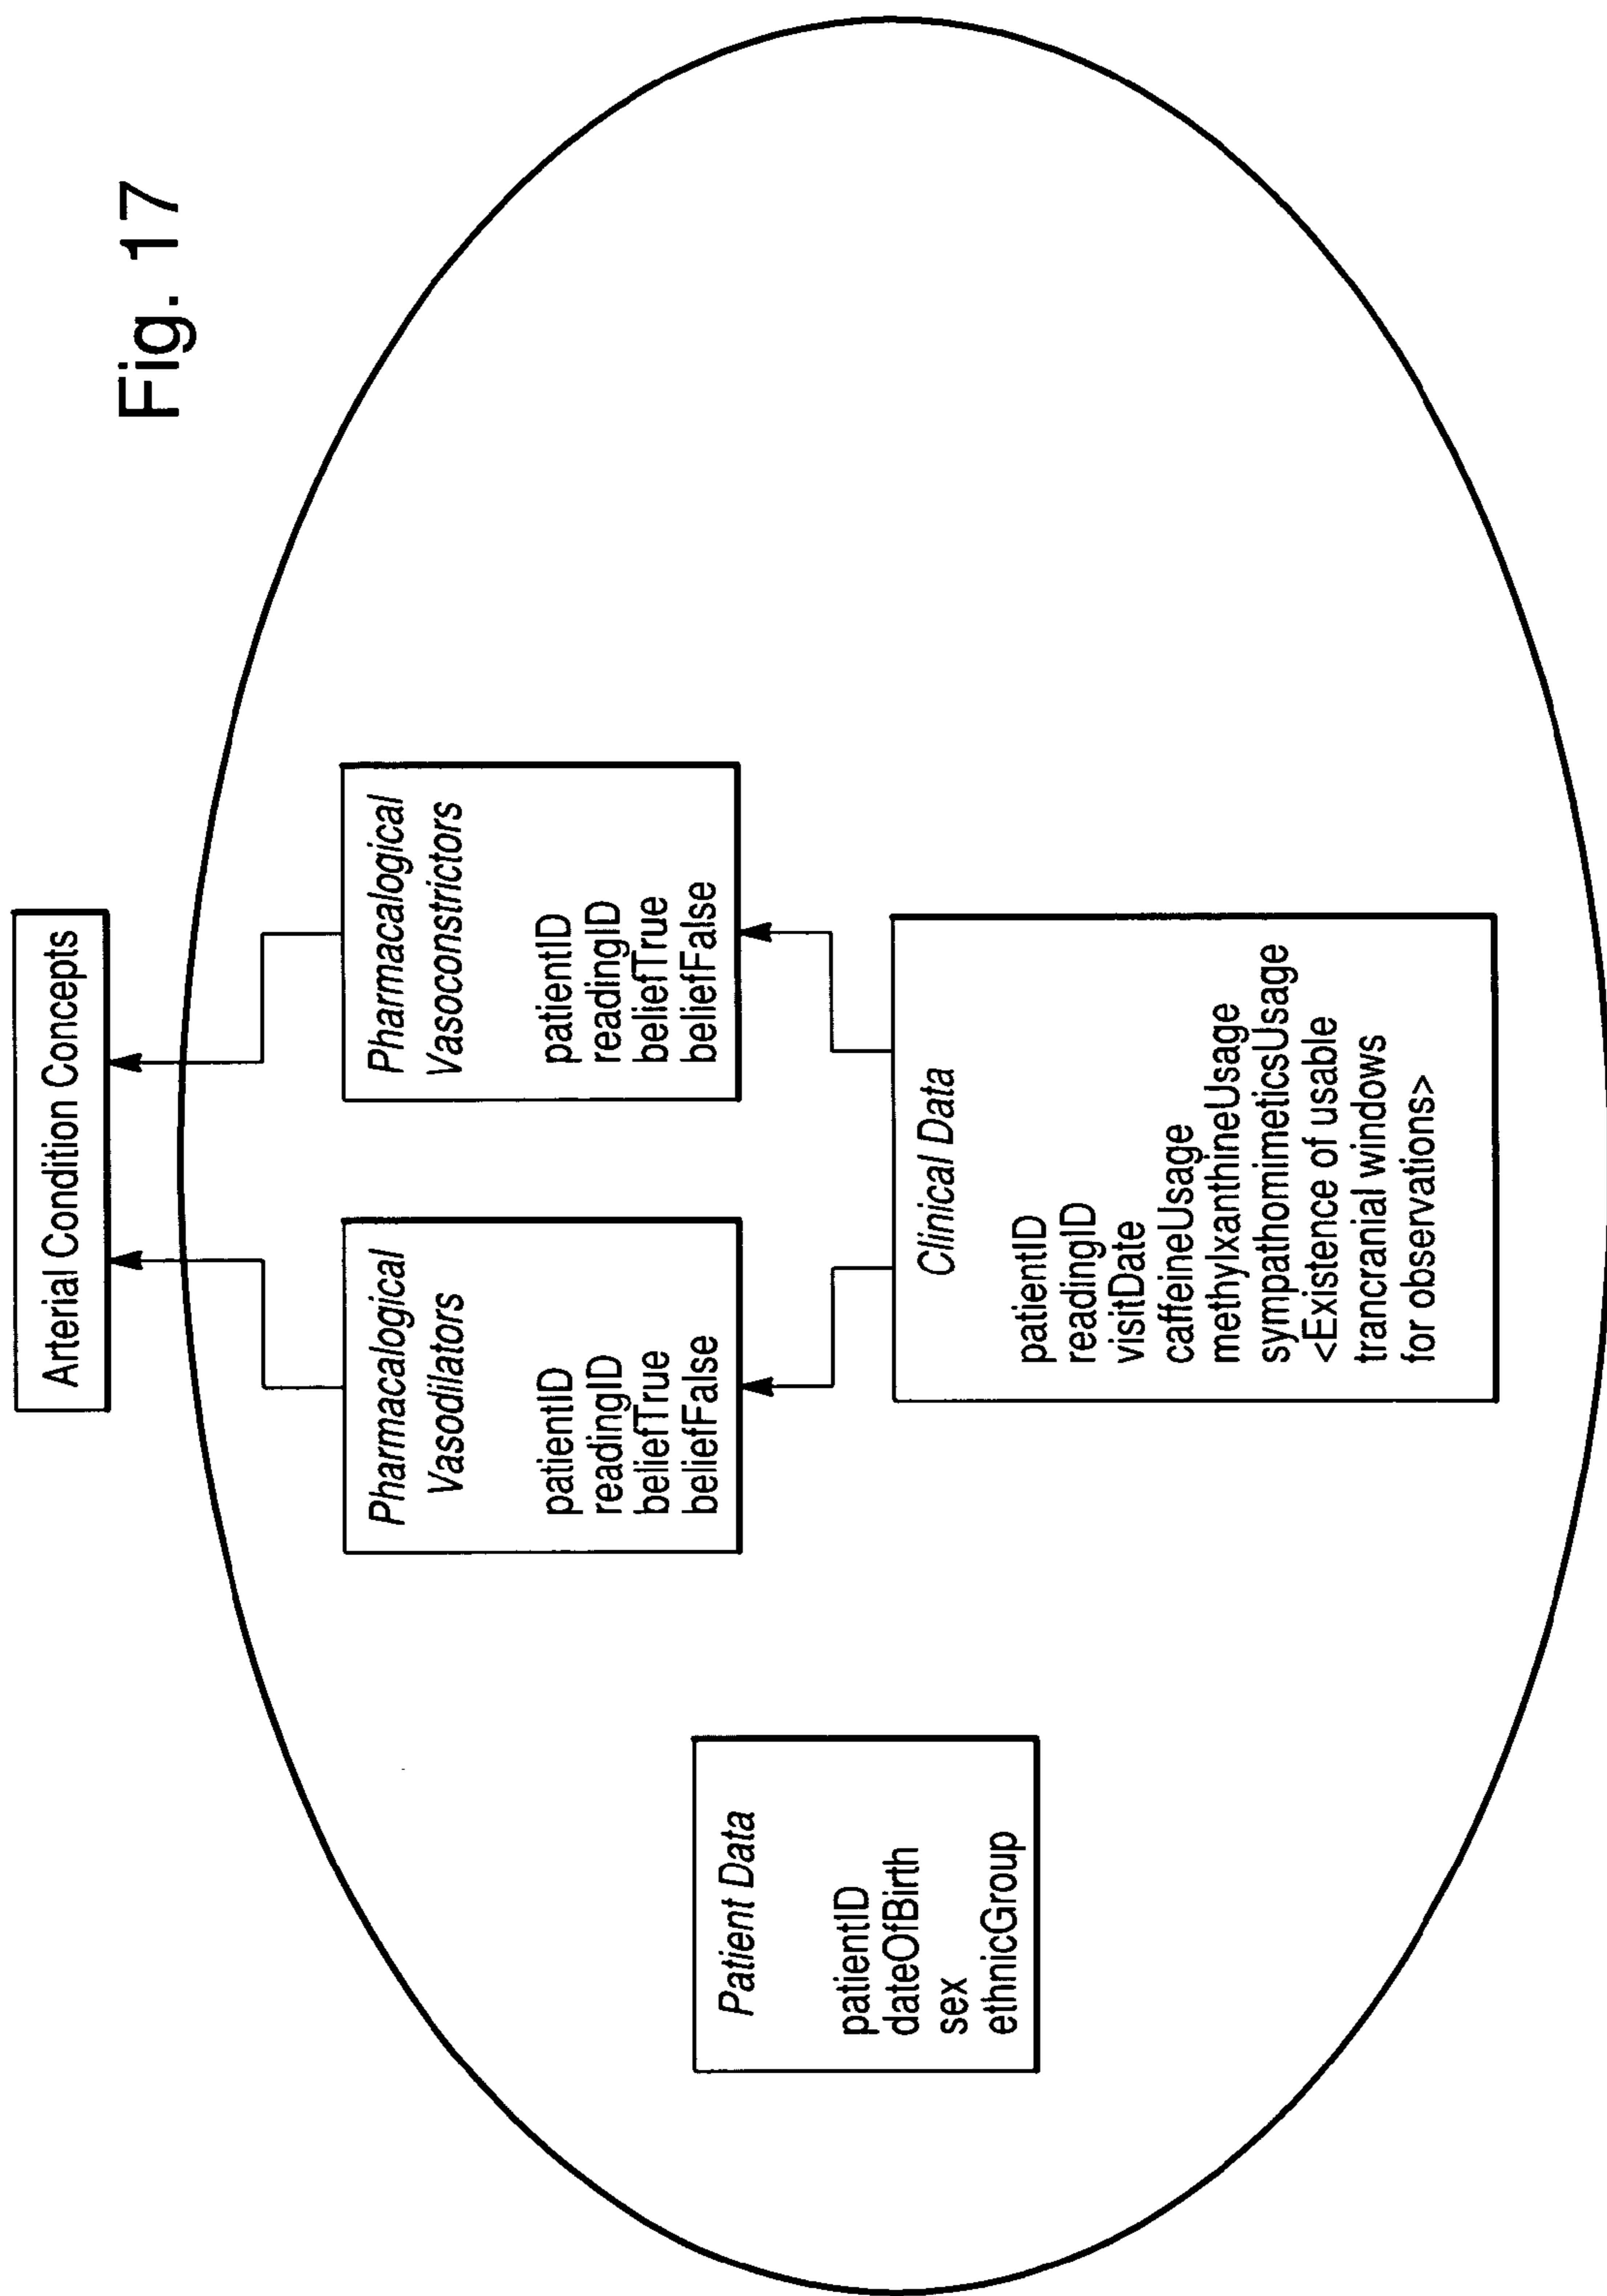 Fig. 17
Arterial Condition Concepts
Pharmacalogical
Vasodilators
patientID
readingID
beliefTrue
beliefFalse
Pharmacalogical
Vasoconstrictors
patientID
readingID
beliefTrue
beliefFalse
Patient Data
patientID
dateOfBirth
sex
ethnicGroup
Clinical Data
patientID
readingID
visitDate
caffeineUsage
methylxanthineUsage
sympathomimeticsUsage
<Existence of usable
trancranial windows
for observations>